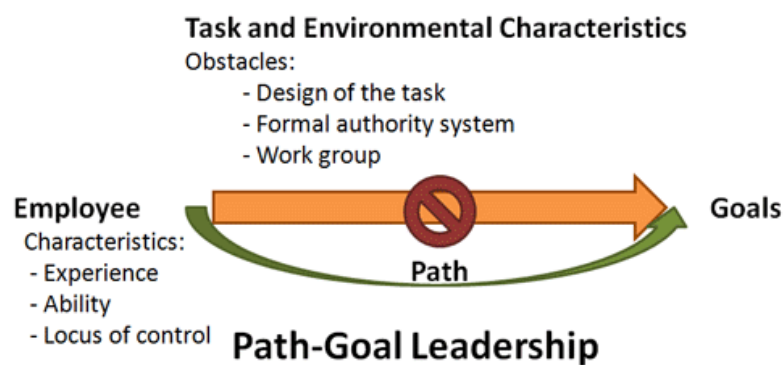 Task and Environmental Characteristics
Obstacles:
- Design of the task
- Formal authority system
- Work group
Employee
Characteristics:
- Experience
- Ability
- Locus of control
Goals
Path
Path-Goal Leadership